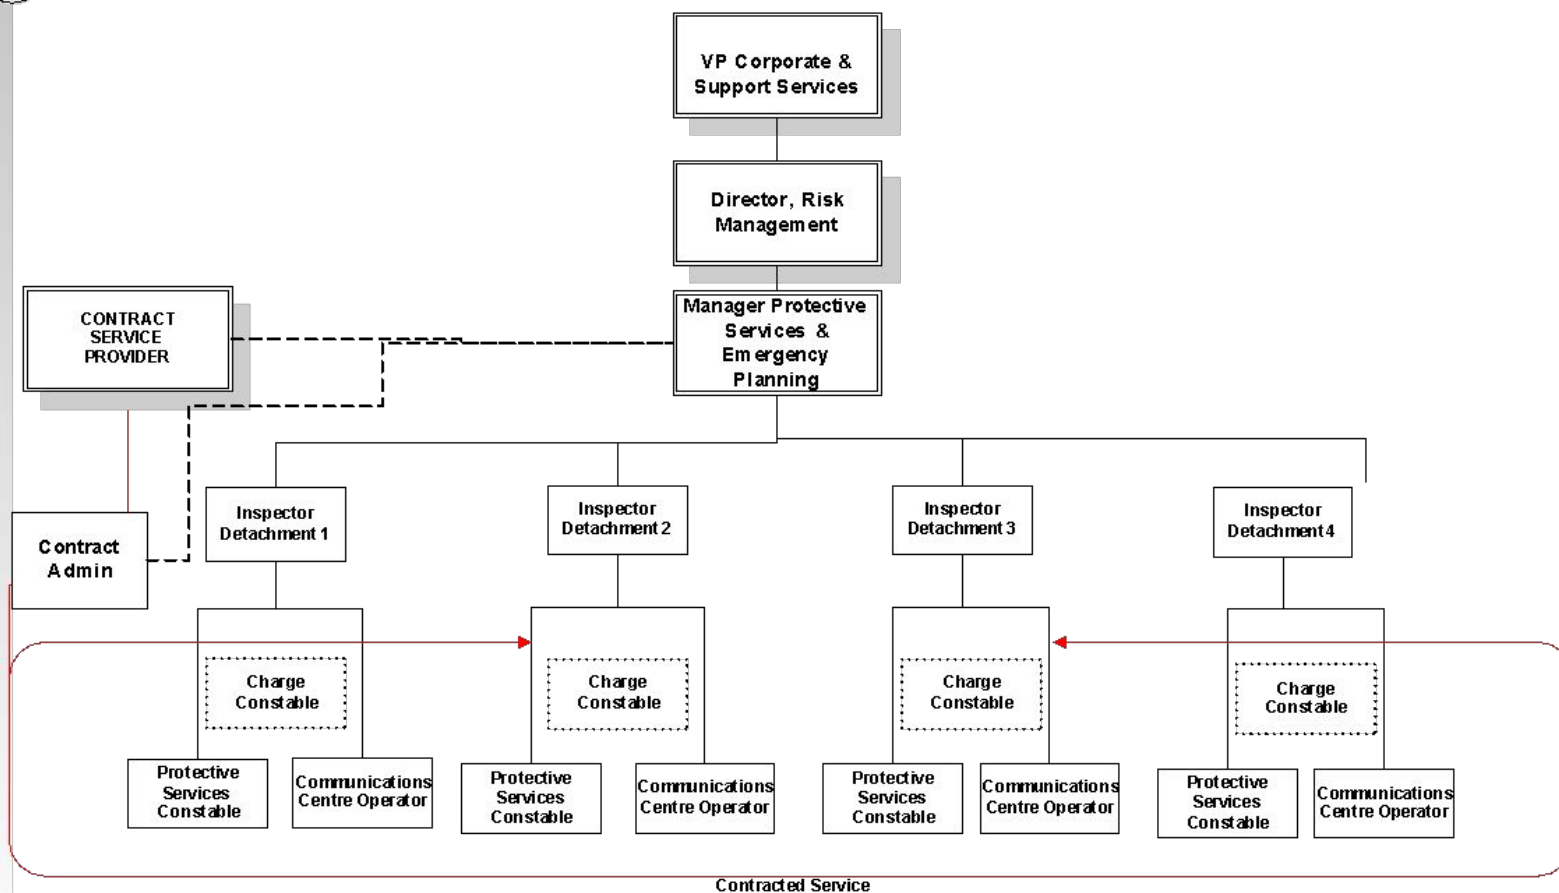 VP Corporate &
Support Services
Director, Risk
Management
Manager Protective
Services &
Emergency
Planning
CONTRACT
SERVICE
PROVIDER
Contract
Admin
Inspector
Detachment 1
Inspector
Detachment 2
Inspector
Detachment 3
Inspector
Detachment 4
Charge
Constable
Charge
Constable
Charge
Constable
Charge
Constable
Protective
Services
Constable
Communications
Centre Operator
Protective
Services
Constable
Communications
Centre Operator
Protective
Services
Constable
Communications
Centre Operator
Protective
Services
Constable
Communications
Centre Operator
Contracted Service